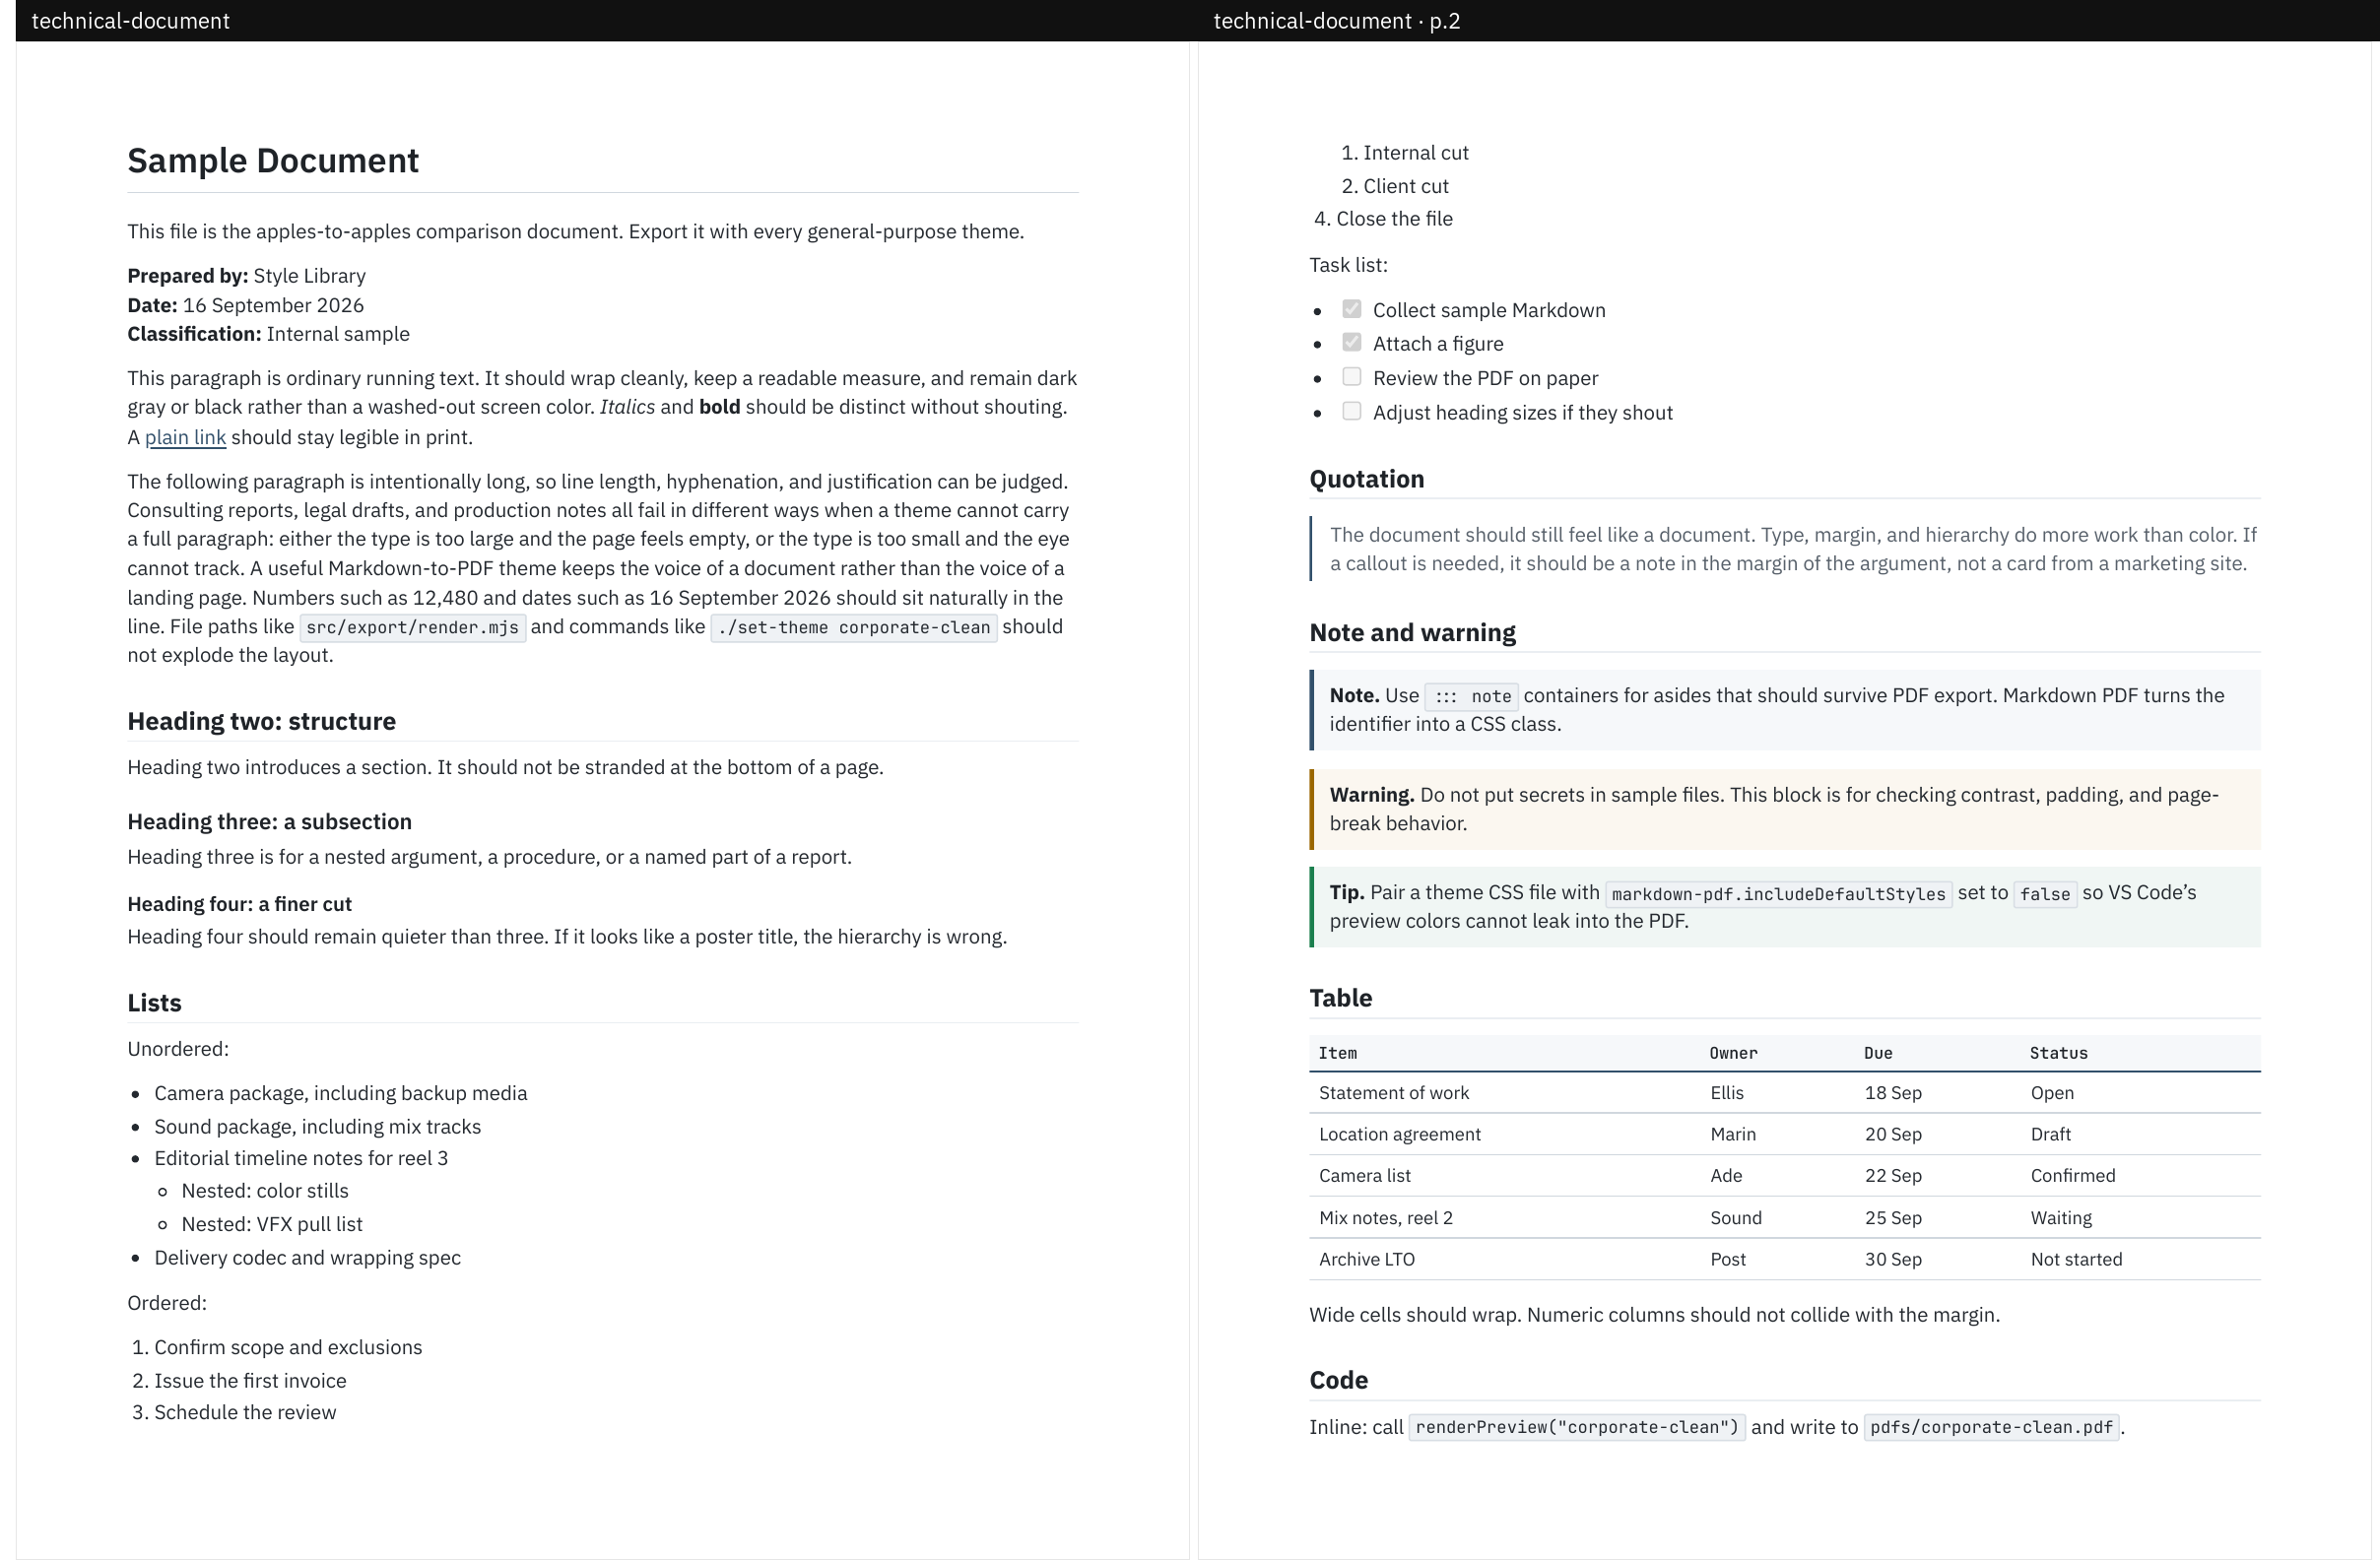 technical-document
Sample Document
This file is the apples-to-apples comparison document. Export it with every general-purpose theme.
Prepared by: Style Library
Date: 16 September 2026
Classification: Internal sample
This paragraph is ordinary running text. It should wrap cleanly, keep a readable measure, and remain dark
gray or black rather than a washed-out screen color. Italics and bold should be distinct without shouting.
A plain link should stay legible in print.
The following paragraph is intentionally long, so line length, hyphenation, and justification can be judged.
Consulting reports, legal drafts, and production notes all fail in different ways when a theme cannot carry
a full paragraph: either the type is too large and the page feels empty, or the type is too small and the eye
cannot track. A useful Markdown-to-PDF theme keeps the voice of a document rather than the voice of a
landing page. Numbers such as 12,480 and dates such as 16 September 2026 should sit naturally in the
line. File paths like src/export/render.mjs and commands like ./set-theme corporate-clean should
not explode the layout.
Heading two: structure
Heading two introduces a section. It should not be stranded at the bottom of a page.
Heading three: a subsection
Heading three is for a nested argument, a procedure, or a named part of a report.
Heading four: a finer cut
Heading four should remain quieter than three. If it looks like a poster title, the hierarchy is wrong.
Lists
Unordered:
• Camera package, including backup media
• Sound package, including mix tracks
• Editorial timeline notes for reel 3
◦ Nested: color stills
◦ Nested: VFX pull list
• Delivery codec and wrapping spec
Ordered:
1. Confirm scope and exclusions
2. Issue the first invoice
3. Schedule the review
technical-document · p.2
1. Internal cut
2. Client cut
4. Close the file
Task list:
• Collect sample Markdown
• Attach a figure
• Review the PDF on paper
• Adjust heading sizes if they shout
Quotation
The document should still feel like a document. Type, margin, and hierarchy do more work than color. If
a callout is needed, it should be a note in the margin of the argument, not a card from a marketing site.
Note and warning
Note. Use ::: note containers for asides that should survive PDF export. Markdown PDF turns the
identifier into a CSS class.
Warning. Do not put secrets in sample files. This block is for checking contrast, padding, and page-
break behavior.
Tip. Pair a theme CSS file with markdown-pdf.includeDefaultStyles set to false so VS Code’s
preview colors cannot leak into the PDF.
Table
Item Owner Due Status
Statement of work Ellis 18 Sep Open
Location agreement Marin 20 Sep Draft
Camera list Ade 22 Sep Confirmed
Mix notes, reel 2 Sound 25 Sep Waiting
Archive LTO Post 30 Sep Not started
Wide cells should wrap. Numeric columns should not collide with the margin.
Code
Inline: call renderPreview("corporate-clean") and write to pdfs/corporate-clean.pdf.